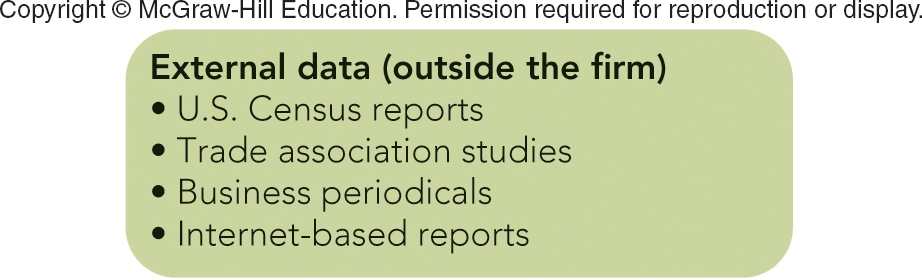 Copyright © McGraw-Hill Education. Permission required for reproduction or display.
External data (outside the firm)
• U.S. Census reports
• Trade association studies
• Business periodicals
• Internet-based reports